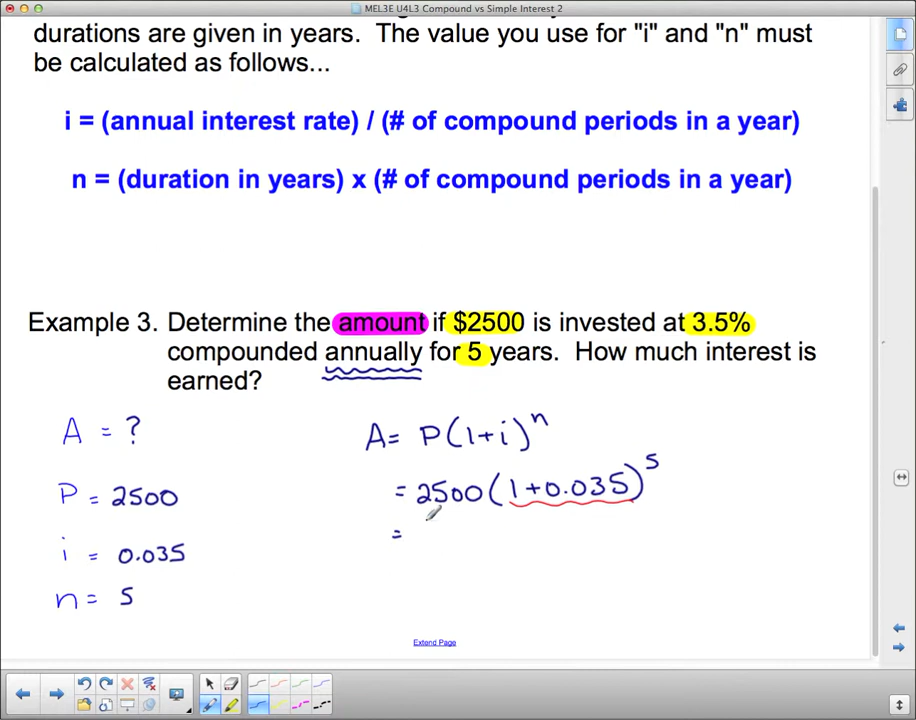 MEL3E U4L3 Compound vs Simple Interest 2
durations are given in years. The value you use for "i" and "n" must
be calculated as follows...
i = (annual interest rate) / (# of compound periods in a year)
n = (duration in years) x (# of compound periods in a year)
Example 3. Determine the amount if $2500 is invested at 3.5%
compounded annually for 5 years. How much interest is
earned?
A = ?
P = 2500
i = 0.035
n = 5
A = P(1+i)^n
= 2500(1+0.035)^5
=
Extend Page